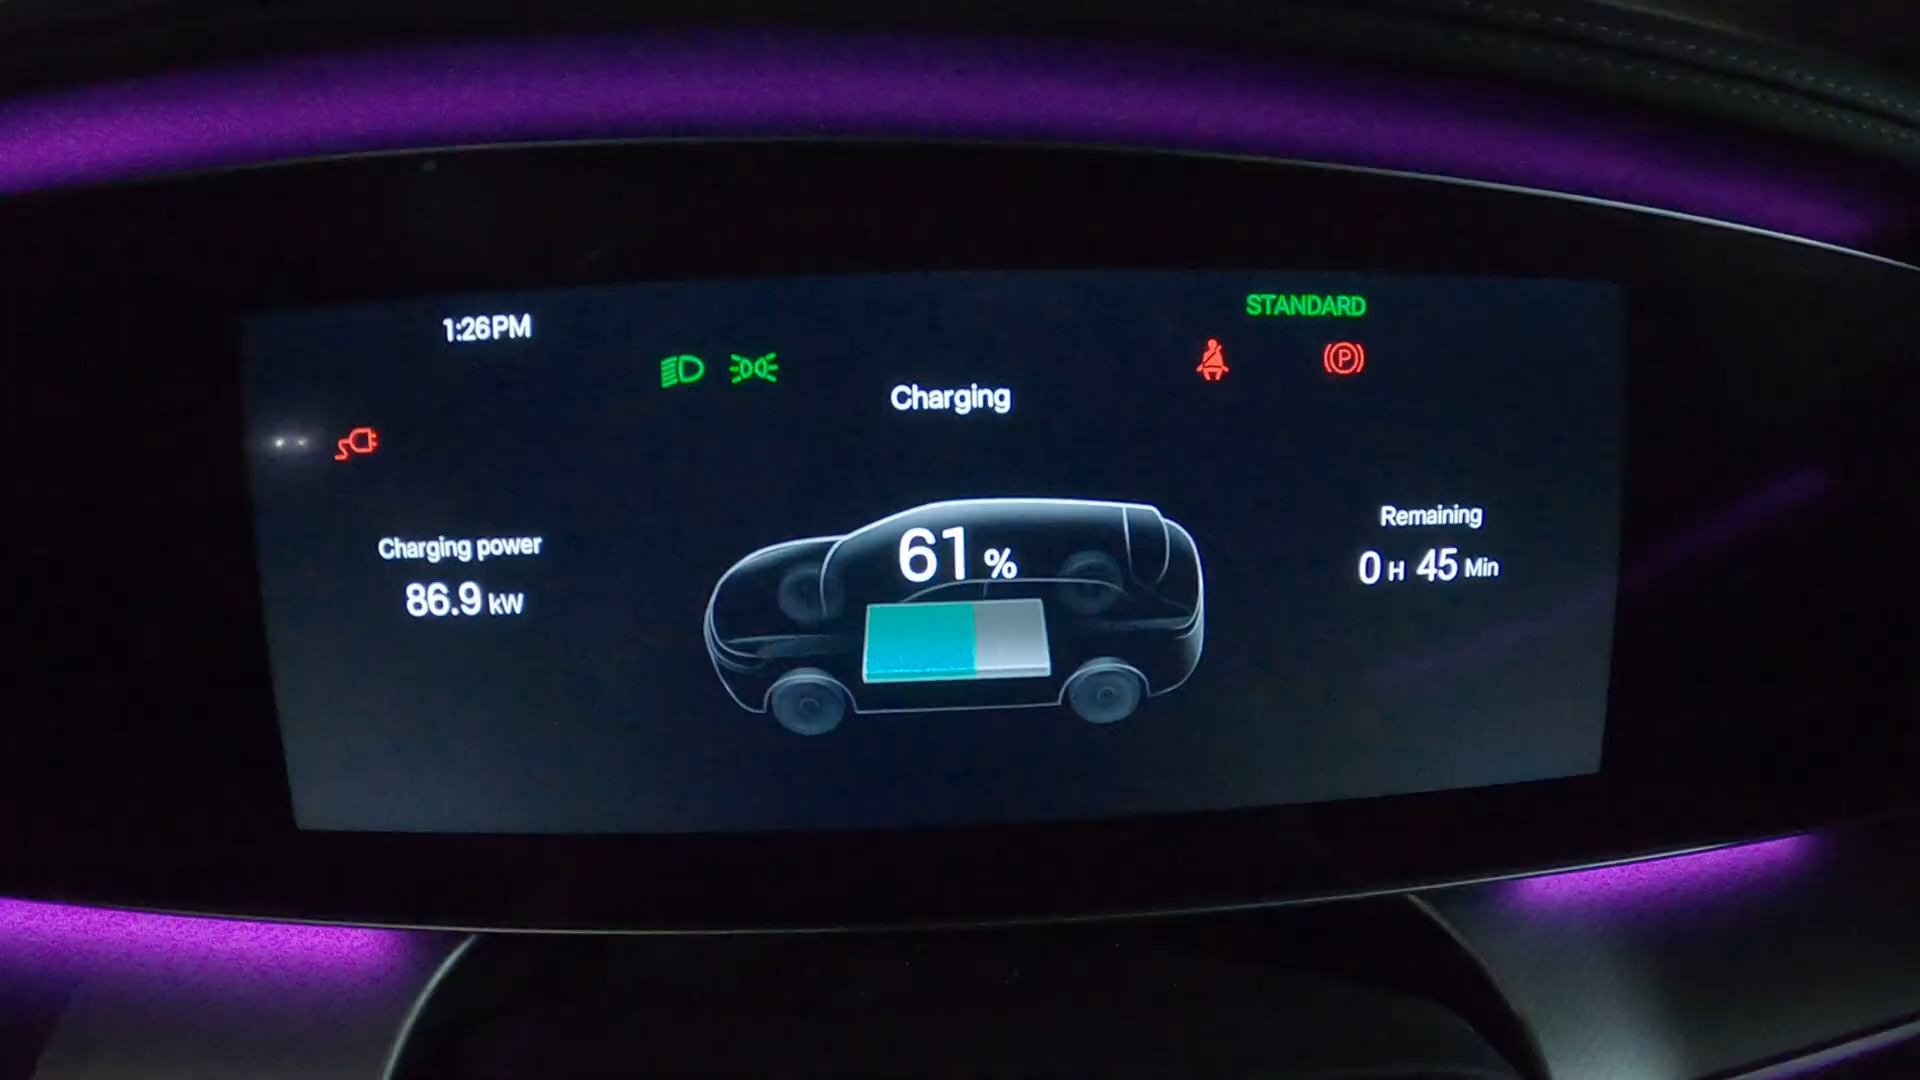 1:26PM
STANDARD
Charging
Charging power
86.9 kW
61 %
Remaining
0 H 45 Min